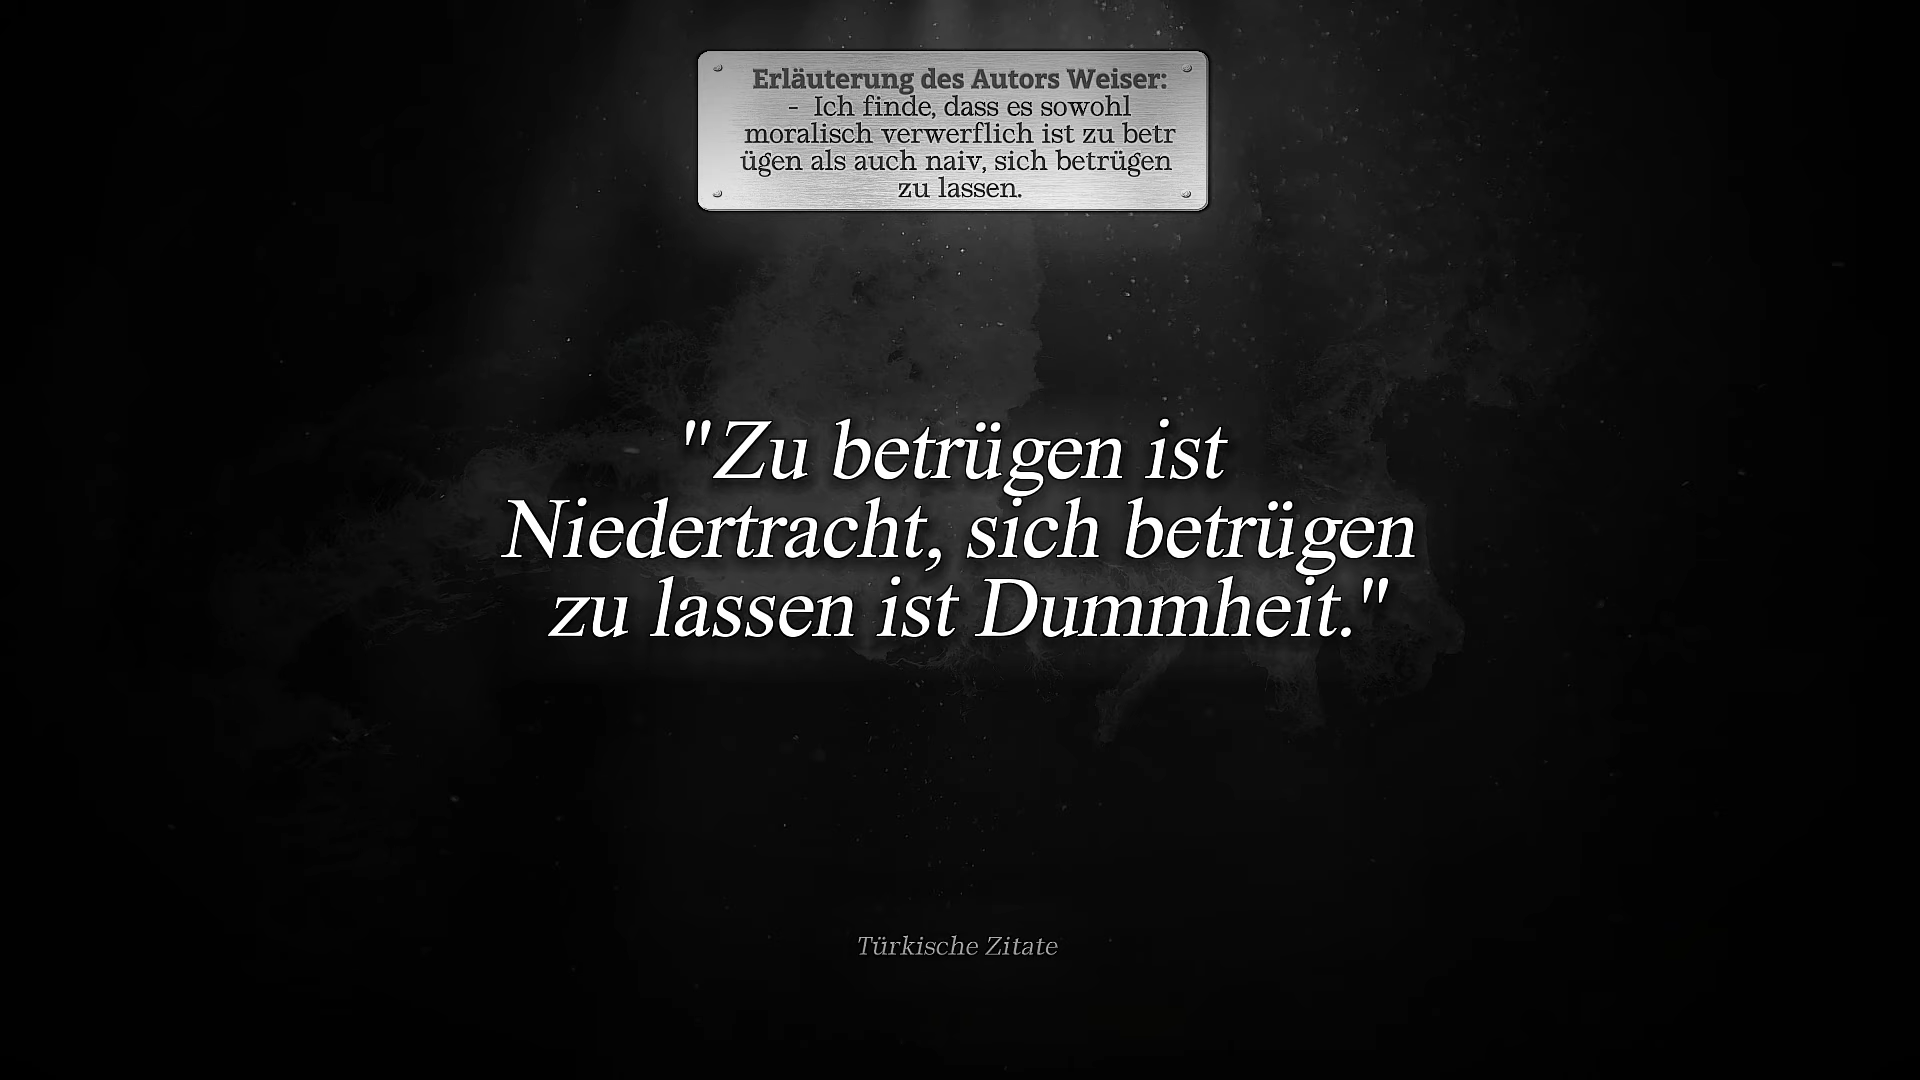 Erläuterung des Autors Weiser:
- Ich finde, dass es sowohl
moralisch verwerflich ist zu betr
ügen als auch naiv, sich betrügen
zu lassen.
"Zu betrügen ist
Niedertracht, sich betrügen
zu lassen ist Dummheit."
Türkische Zitate